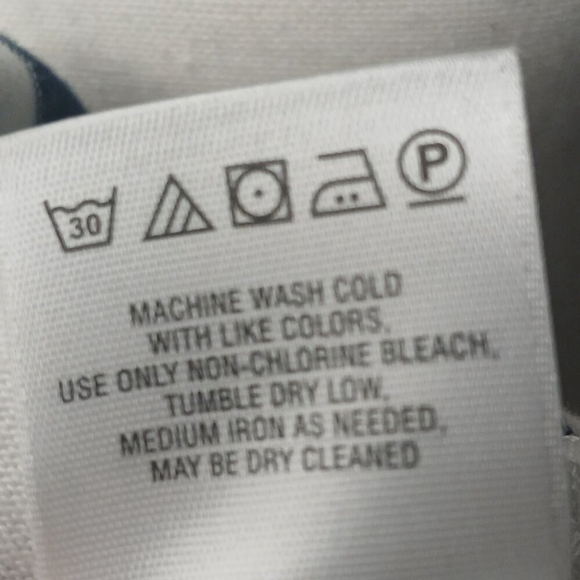 30 P
MACHINE WASH COLD
WITH LIKE COLORS.
USE ONLY NON-CHLORINE BLEACH.
TUMBLE DRY LOW.
MEDIUM IRON AS NEEDED.
MAY BE DRY CLEANED